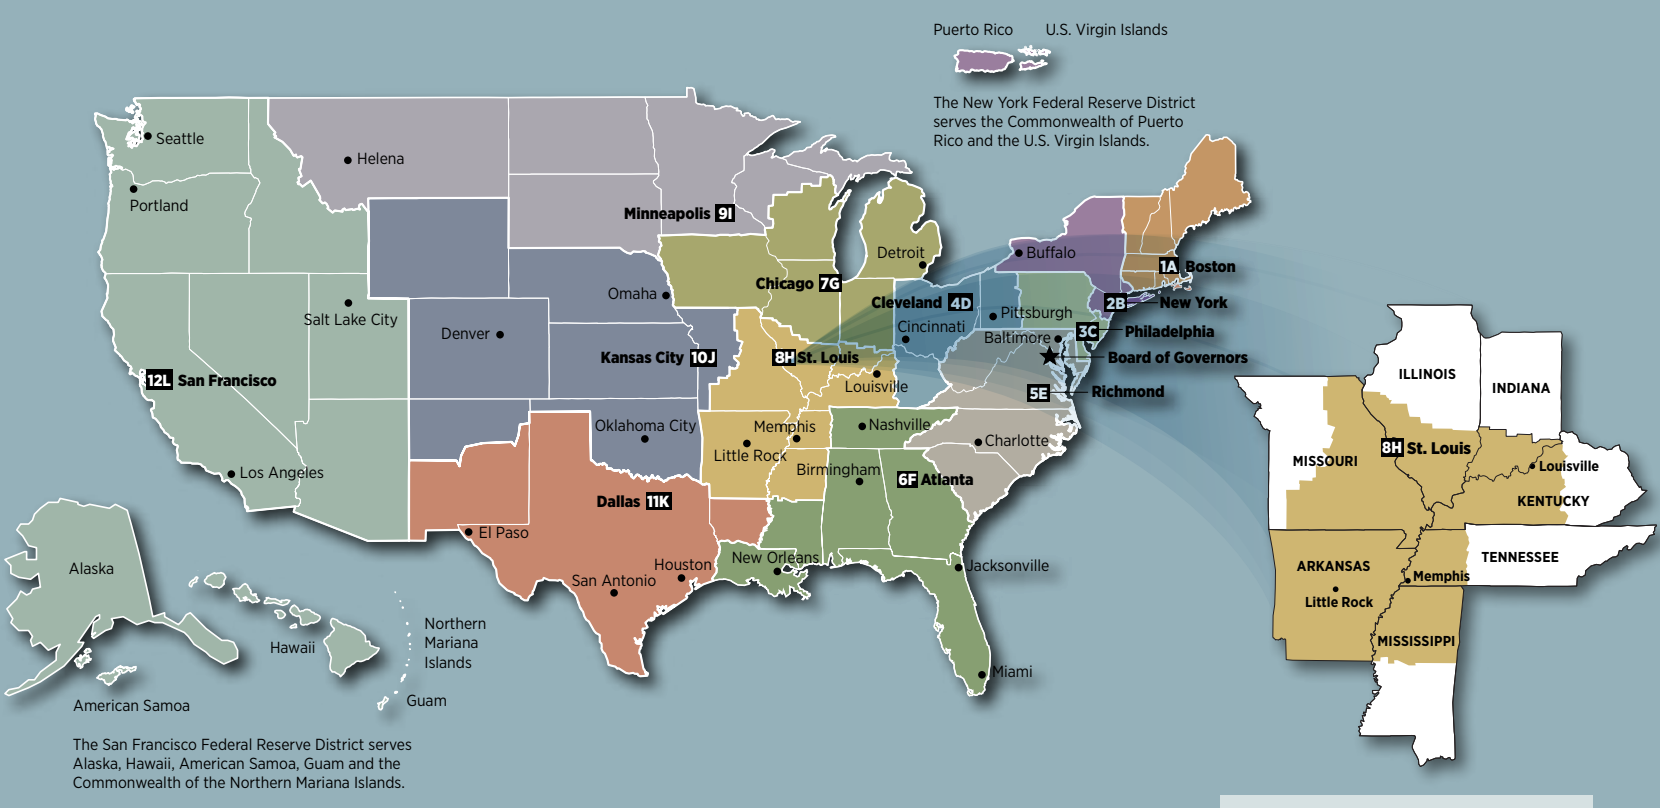 Puerto Rico
U.S. Virgin Islands
The New York Federal Reserve District
serves the Commonwealth of Puerto
Rico and the U.S. Virgin Islands.
Seattle
Helena
Portland
Minneapolis 9I
Detroit
Buffalo
1A Boston
Chicago 7G
Omaha
Cleveland 4D
2B New York
Salt Lake City
Denver
Pittsburgh
Cincinnati
3C Philadelphia
Baltimore
Kansas City 10J
8H St. Louis
Board of Governors
12L San Francisco
Louisville
5E Richmond
Oklahoma City
Memphis
Nashville
Charlotte
Little Rock
Los Angeles
Birmingham
6F Atlanta
Dallas 11K
El Paso
New Orleans
Houston
Jacksonville
San Antonio
Miami
Alaska
Hawaii
Northern
Mariana
Islands
Guam
American Samoa
The San Francisco Federal Reserve District serves
Alaska, Hawaii, American Samoa, Guam and the
Commonwealth of the Northern Mariana Islands.
ILLINOIS
INDIANA
MISSOURI
8H St. Louis
Louisville
KENTUCKY
TENNESSEE
ARKANSAS
Memphis
Little Rock
MISSISSIPPI